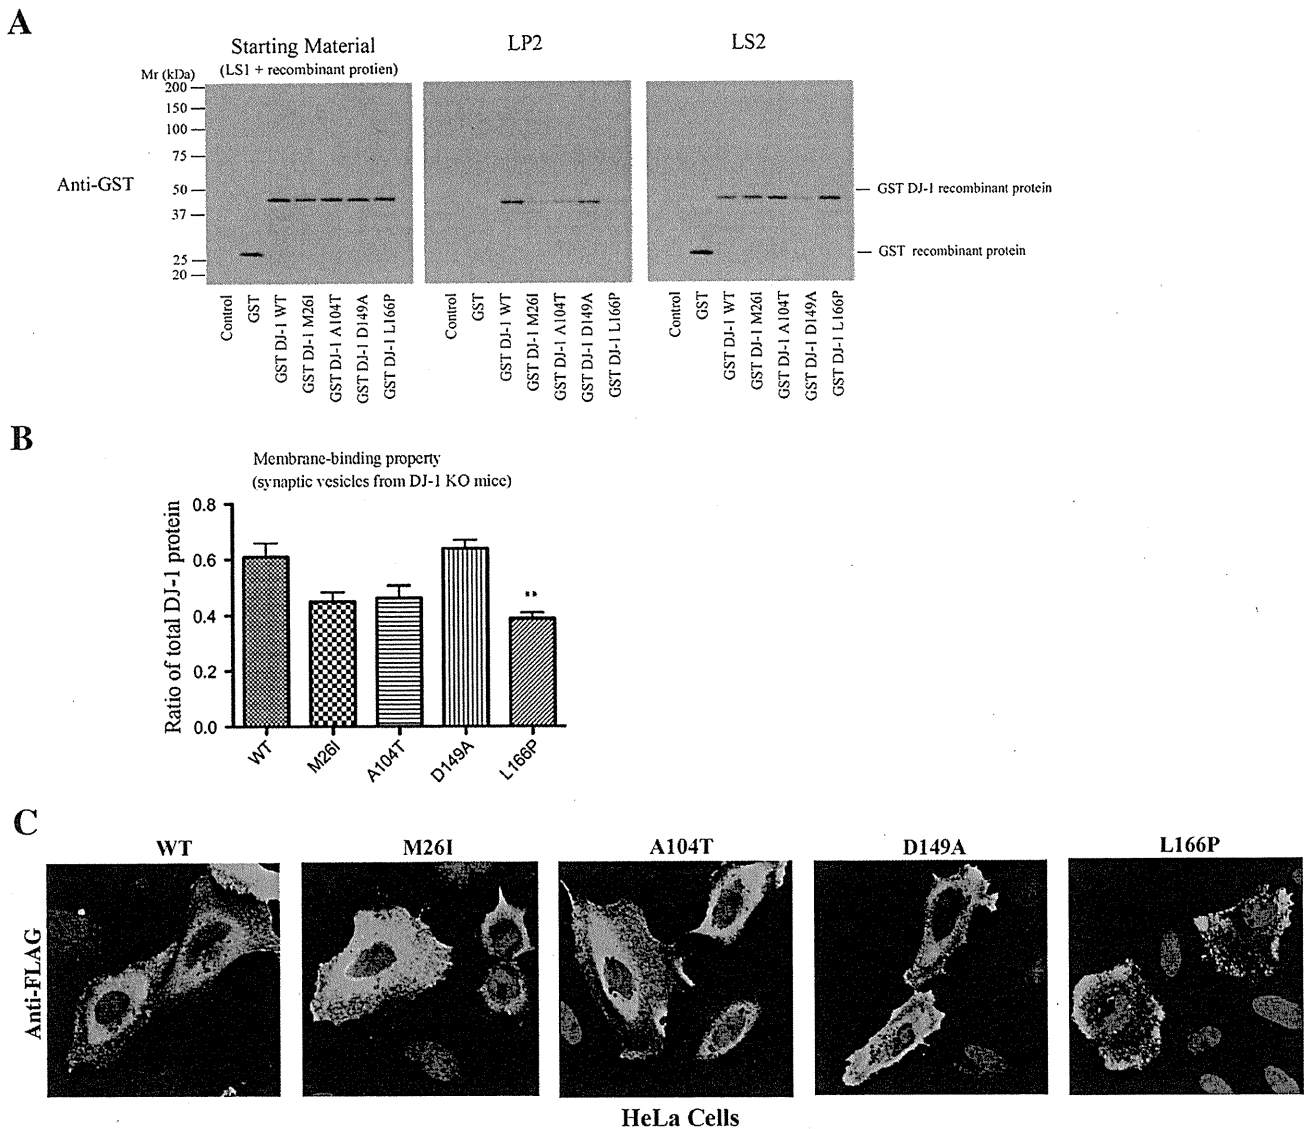 A
Starting Material
(LS1 + recombinant protien)
LP2
LS2
Mr (kDa)
200
150
100
75
50
37
25
20
Anti-GST
GST DJ-1 recombinant protein
GST recombinant protein
Control
GST
GST DJ-1 WT
GST DJ-1 M26I
GST DJ-1 A104T
GST DJ-1 D149A
GST DJ-1 L166P
Control
GST
GST DJ-1 WT
GST DJ-1 M26I
GST DJ-1 A104T
GST DJ-1 D149A
GST DJ-1 L166P
Control
GST
GST DJ-1 WT
GST DJ-1 M26I
GST DJ-1 A104T
GST DJ-1 D149A
GST DJ-1 L166P
B
Membrane-binding property
(synaptic vesicles from DJ-1 KO mice)
Ratio of total DJ-1 protein
0.8
0.6
0.4
0.2
0.0
**
WT
M26I
A104T
D149A
L166P
C
WT
M26I
A104T
D149A
L166P
Anti-FLAG
HeLa Cells